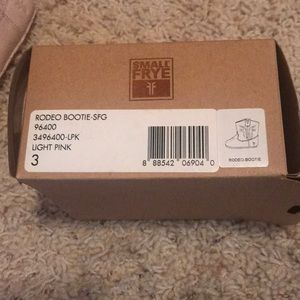 SMALL
FRYE
RODEO BOOTIE-SFG
96400
3496400-LPK
LIGHT PINK
3
8 88542 06904 0
RODEO BOOTIE